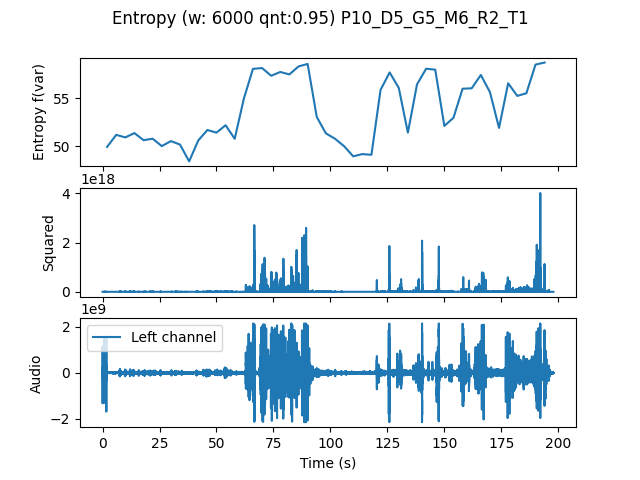 Entropy (w: 6000 qnt:0.95) P10_D5_G5_M6_R2_T1
Entropy f(var)
55
50
1e18
Squared
4
2
0
1e9
Audio
2
0
−2
Left channel
0 25 50 75 100 125 150 175 200
Time (s)